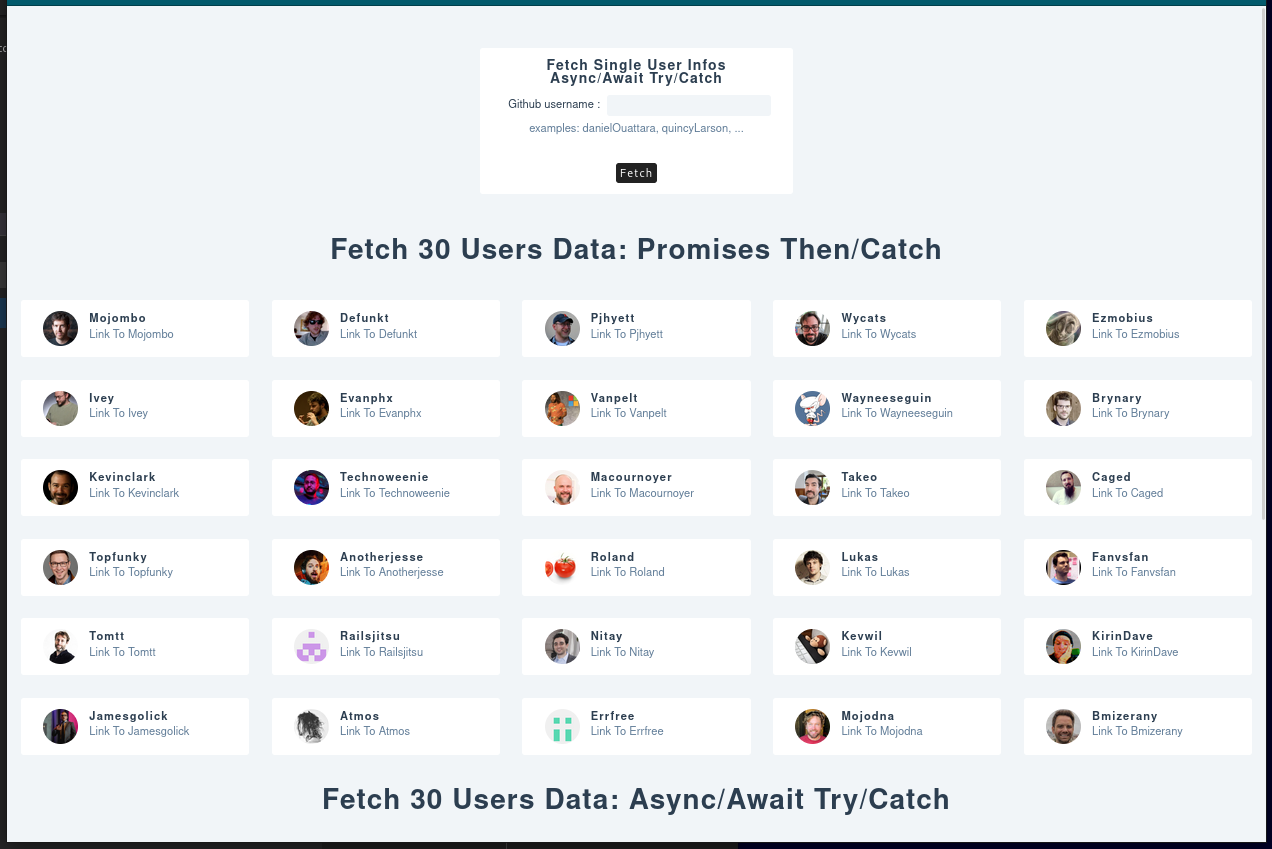 Fetch Single User Infos
Async/Await Try/Catch
Github username :
examples: danielOuattara, quincyLarson, ...
Fetch
Fetch 30 Users Data: Promises Then/Catch
Mojombo
Link To Mojombo
Defunkt
Link To Defunkt
Pjhyett
Link To Pjhyett
Wycats
Link To Wycats
Ezmobius
Link To Ezmobius
Ivey
Link To Ivey
Evanphx
Link To Evanphx
Vanpelt
Link To Vanpelt
Wayneeseguin
Link To Wayneeseguin
Brynary
Link To Brynary
Kevinclark
Link To Kevinclark
Technoweenie
Link To Technoweenie
Macournoyer
Link To Macournoyer
Takeo
Link To Takeo
Caged
Link To Caged
Topfunky
Link To Topfunky
Anotherjesse
Link To Anotherjesse
Roland
Link To Roland
Lukas
Link To Lukas
Fanvsfan
Link To Fanvsfan
Tomtt
Link To Tomtt
Railsjitsu
Link To Railsjitsu
Nitay
Link To Nitay
Kevwil
Link To Kevwil
KirinDave
Link To KirinDave
Jamesgolick
Link To Jamesgolick
Atmos
Link To Atmos
Errfree
Link To Errfree
Mojodna
Link To Mojodna
Bmizerany
Link To Bmizerany
Fetch 30 Users Data: Async/Await Try/Catch